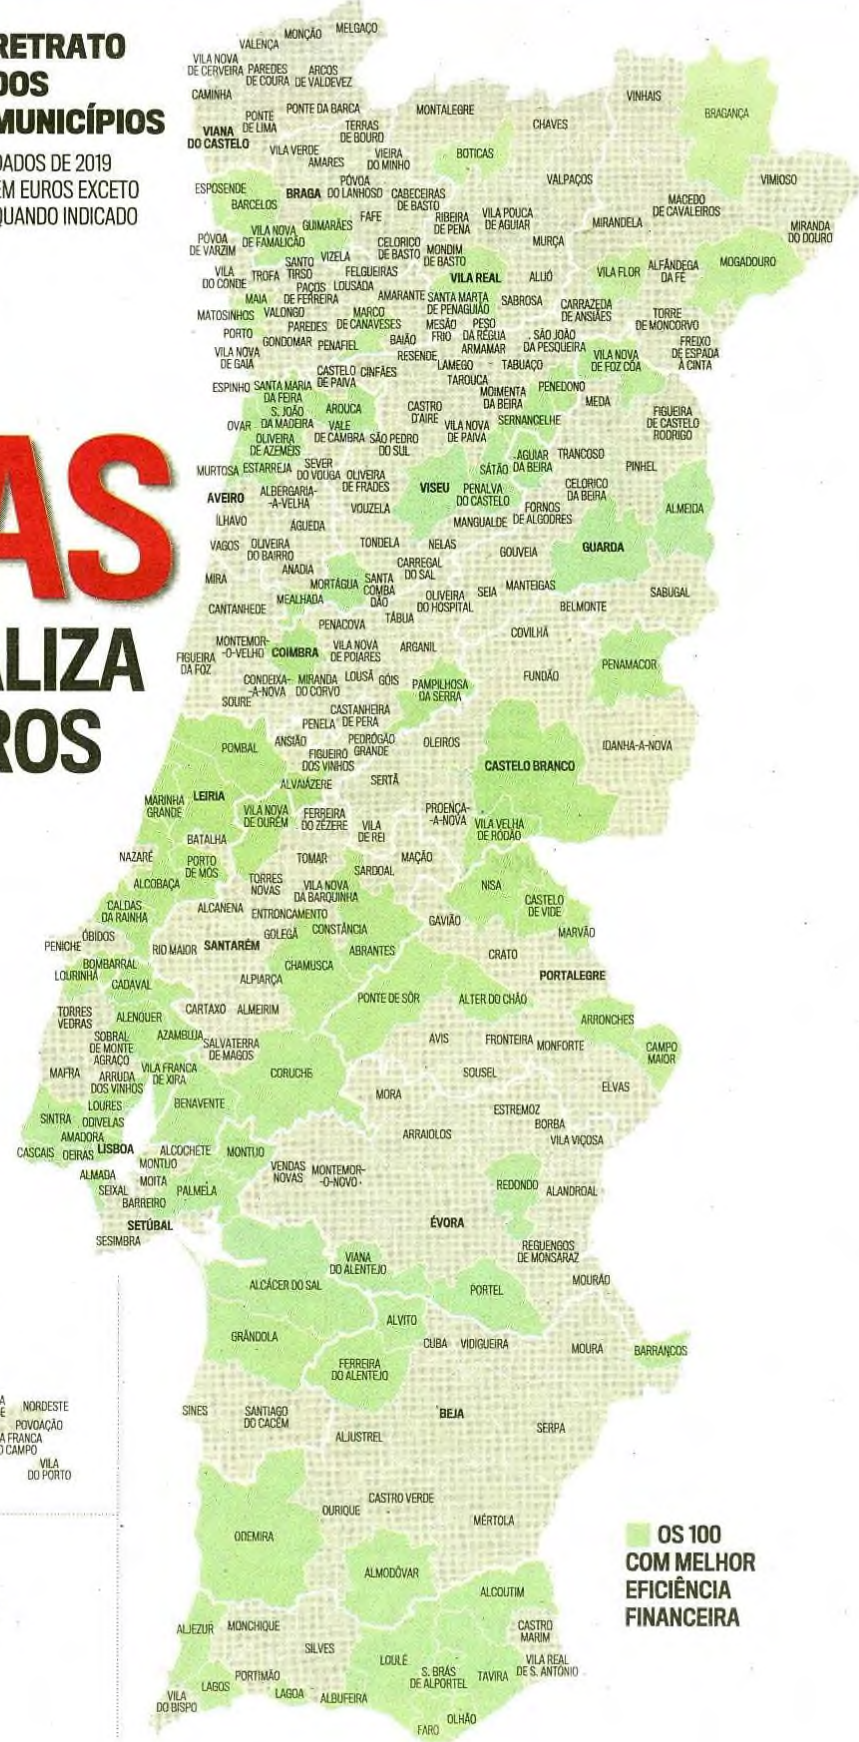 RETRATO
DOS
MUNICÍPIOS
DADOS DE 2019
EM EUROS EXCETO
QUANDO INDICADO
AS
ALIZA
ROS
MELGAÇO
MONÇÃO
VALENÇA
VILA NOVA
DE CERVEIRA
PAREDES
DE COURA
ARCOS
DE VALDEVEZ
CAMINHA
PONTE DA BARCA
PONTE
DE LIMA
MONTALEGRE
VINHAIS
BRAGANÇA
VIANA
DO CASTELO
TERRAS
DE BOURO
CHAVES
VILA VERDE
AMARES
VIEIRA
DO MINHO
BOTICAS
ESPOSENDE
BARCELOS
BRAGA
PÓVOA
DO LANHOSO
CABECEIRAS
DE BASTO
VALPAÇOS
VIMIOSO
MACEDO
DE CAVALEIROS
FAFE
RIBEIRA
DE PENA
VILA POUCA
DE AGUIAR
MIRANDELA
MIRANDA
DO DOURO
VILA NOVA
DE FAMALICÃO
GUIMARÃES
PÓVOA
DE VARZIM
CELORICO
DE BASTO
MONDIM
DE BASTO
MURÇA
VIZELA
SANTO
TIRSO
FELGUEIRAS
VILA
DO CONDE
TROFA
VILA REAL
ALIJÓ
VILA FLOR
ALFÂNDEGA
DA FÉ
MOGADOURO
PAÇOS
DE FERREIRA
LOUSADA
MAIA
AMARANTE
SANTA MARTA
DE PENAGUIÃO
SABROSA
CARRAZEDA
DE ANSIÃES
TORRE
DE MONCORVO
MATOSINHOS
VALONGO
PAREDES
MARCO
DE CANAVESES
MESÃO
FRIO
PESO
DA RÉGUA
PORTO
GONDOMAR
PENAFIEL
BAIÃO
ARMAMAR
SÃO JOÃO
DA PESQUEIRA
FREIXO
DE ESPADA
À CINTA
VILA NOVA
DE GAIA
RESENDE
LAMEGO
TABUAÇO
VILA NOVA
DE FOZ CÔA
CASTELO
DE PAIVA
CINFÃES
TAROUCA
ESPINHO
SANTA MARIA
DA FEIRA
MOIMENTA
DA BEIRA
PENEDONO
MEDA
S. JOÃO
DA MADEIRA
AROUCA
CASTRO
D'AIRE
SERNANCELHE
FIGUEIRA
DE CASTELO
RODRIGO
OVAR
VALE
DE CAMBRA
SÃO PEDRO
DO SUL
VILA NOVA
DE PAIVA
OLIVEIRA
DE AZEMÉIS
AGUIAR
DA BEIRA
TRANCOSO
MURTOSA
ESTARREJA
SEVER
DO VOUGA
OLIVEIRA
DE FRADES
SÁTÃO
PINHEL
AVEIRO
ALBERGARIA-
-A-VELHA
VISEU
PENALVA
DO CASTELO
CELORICO
DA BEIRA
ALMEIDA
VOUZELA
FORNOS
DE ALGODRES
ÍLHAVO
ÁGUEDA
MANGUALDE
VAGOS
OLIVEIRA
DO BAIRRO
TONDELA
NELAS
GOUVEIA
GUARDA
ANADIA
CARREGAL
DO SAL
MIRA
MORTÁGUA
SANTA
COMBA
DÃO
OLIVEIRA
DO HOSPITAL
SEIA
MANTEIGAS
SABUGAL
MEALHADA
CANTANHEDE
BELMONTE
PENACOVA
TÁBUA
COVILHÃ
MONTEMOR-
-O-VELHO
COIMBRA
VILA NOVA
DE POIARES
ARGANIL
FIGUEIRA
DA FOZ
FUNDÃO
PENAMACOR
CONDEIXA-
-A-NOVA
MIRANDA
DO CORVO
LOUSÃ
GÓIS
PAMPILHOSA
DA SERRA
SOURE
CASTANHEIRA
DE PERA
PENELA
POMBAL
ANSIÃO
PEDRÓGÃO
GRANDE
FIGUEIRÓ
DOS VINHOS
OLEIROS
IDANHA-A-NOVA
CASTELO BRANCO
ALVAIÁZERE
SERTÃ
MARINHA
GRANDE
LEIRIA
VILA NOVA
DE OURÉM
FERREIRA
DO ZÊZERE
VILA
DE REI
PROENÇA-
-A-NOVA
VILA VELHA
DE RÓDÃO
BATALHA
NAZARÉ
PORTO
DE MÓS
TOMAR
MAÇÃO
SARDOAL
ALCOBAÇA
TORRES
NOVAS
VILA NOVA
DA BARQUINHA
NISA
CASTELO
DE VIDE
CALDAS
DA RAINHA
ALCANENA
ENTRONCAMENTO
GAVIÃO
MARVÃO
ÓBIDOS
GOLEGÃ
CONSTÂNCIA
PENICHE
RIO MAIOR
SANTARÉM
ABRANTES
CRATO
BOMBARRAL
LOURINHÃ
CHAMUSCA
PORTALEGRE
CADAVAL
ALPIARÇA
PONTE DE SÔR
ALTER DO CHÃO
TORRES
VEDRAS
ALENQUER
CARTAXO
ALMEIRIM
ARRONCHES
SOBRAL
DE MONTE
AGRAÇO
AZAMBUJA
SALVATERRA
DE MAGOS
AVIS
FRONTEIRA
MONFORTE
CAMPO
MAIOR
MAFRA
ARRUDA
DOS VINHOS
VILA FRANCA
DE XIRA
CORUCHE
SOUSEL
ELVAS
LOURES
BENAVENTE
MORA
ESTREMOZ
SINTRA
ODIVELAS
BORBA
AMADORA
ARRAIOLOS
VILA VIÇOSA
CASCAIS
OEIRAS
LISBOA
ALCOCHETE
MONTIJO
MONTIJO
ALMADA
MOITA
VENDAS
NOVAS
MONTEMOR-
-O-NOVO
SEIXAL
PALMELA
REDONDO
ALANDROAL
BARREIRO
SETÚBAL
ÉVORA
SESIMBRA
REGUENGOS
DE MONSARAZ
VIANA
DO ALENTEJO
MOURÃO
ALCÁCER DO SAL
PORTEL
ALVITO
GRÂNDOLA
CUBA
VIDIGUEIRA
MOURA
BARRANCOS
FERREIRA
DO ALENTEJO
SINES
SANTIAGO
DO CACÉM
BEJA
SERPA
ALJUSTREL
CASTRO VERDE
OURIQUE
MÉRTOLA
ODEMIRA
ALMODÔVAR
ALCOUTIM
ALJEZUR
MONCHIQUE
CASTRO
MARIM
SILVES
LOULÉ
VILA REAL
DE S. ANTÓNIO
S. BRÁS
DE ALPORTEL
TAVIRA
PORTIMÃO
LAGOS
LAGOA
ALBUFEIRA
VILA
DO BISPO
OLHÃO
FARO
NORDESTE
POVOAÇÃO
A FRANCA
O CAMPO
VILA
DO PORTO
OS 100
COM MELHOR
EFICIÊNCIA
FINANCEIRA